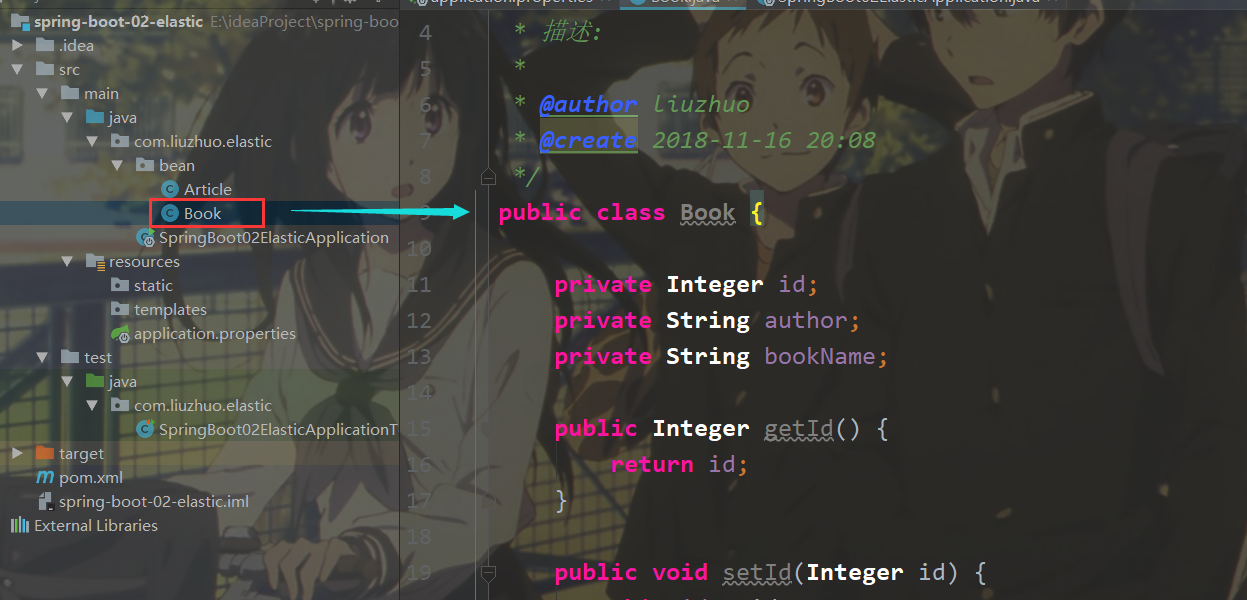 spring-boot-02-elastic E:\ideaProject\spring-boo
.idea
src
main
java
com.liuzhuo.elastic
bean
Article
Book
SpringBoot02ElasticApplication
resources
static
templates
application.properties
test
java
com.liuzhuo.elastic
SpringBoot02ElasticApplicationT
target
pom.xml
spring-boot-02-elastic.iml
External Libraries
application.properties Book.java SpringBoot02ElasticApplication.java
4 * 描述:
5 *
6 * @author liuzhuo
7 * @create 2018-11-16 20:08
8 */
9 public class Book {
10
11 private Integer id;
12 private String author;
13 private String bookName;
14
15 public Integer getId() {
16 return id;
17 }
18
19 public void setId(Integer id) {